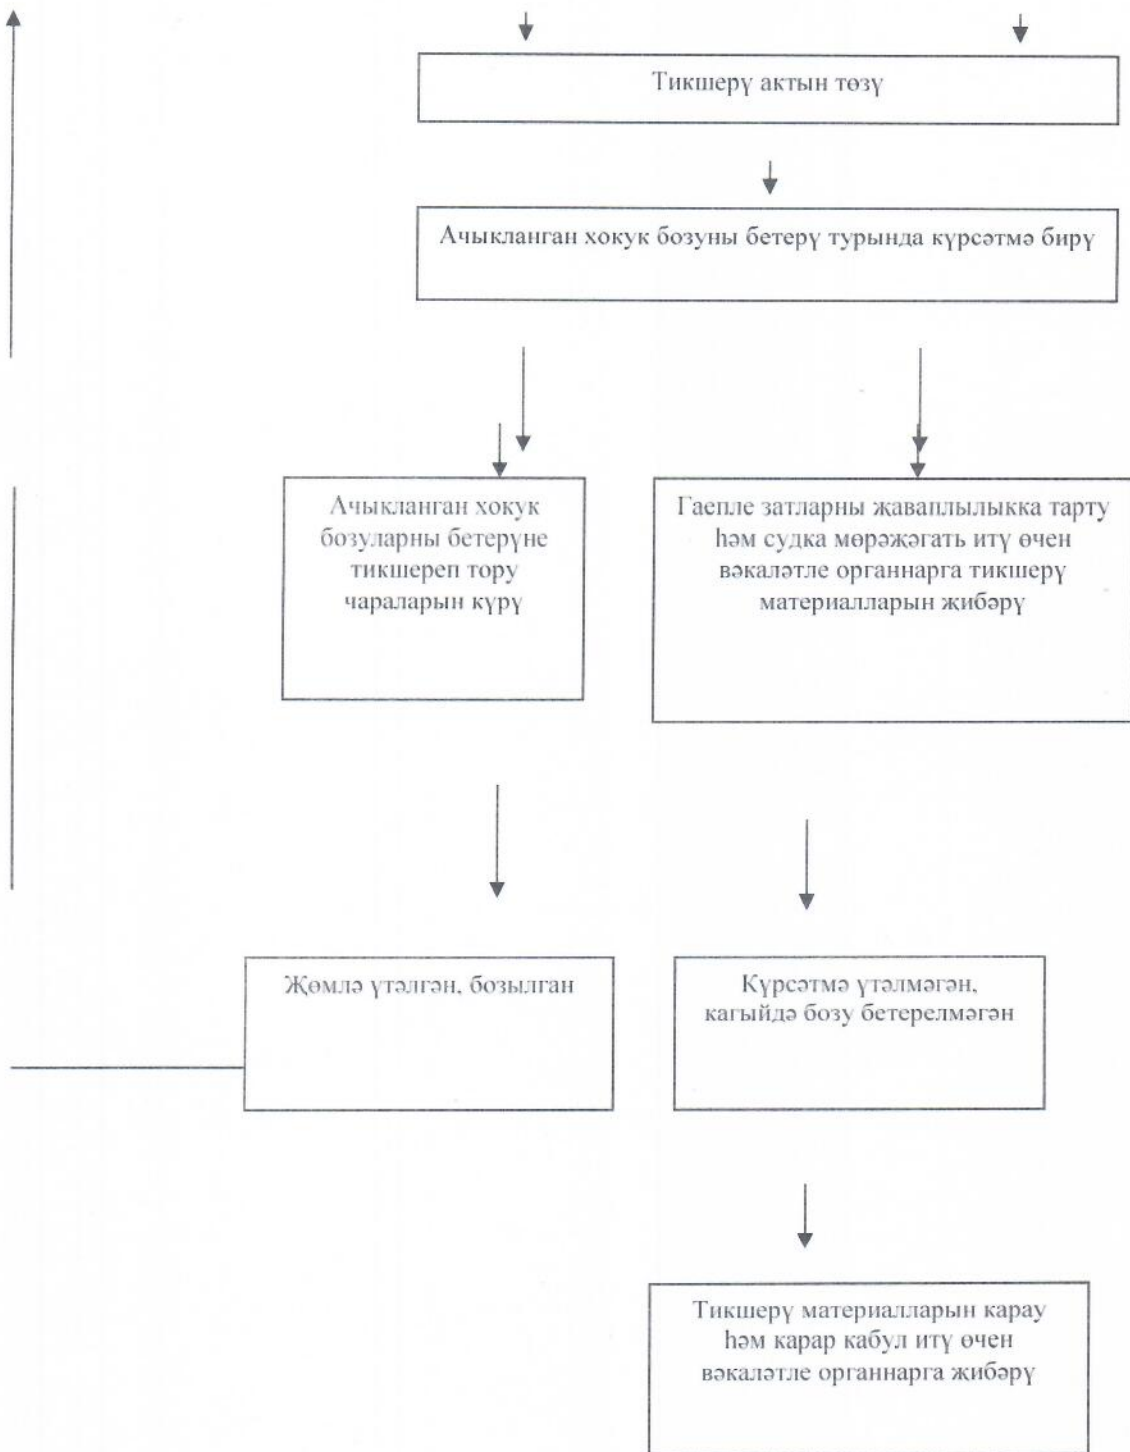 Тикшерү актын төзү
Ачыкланган хокук бозуны бетерү турында күрсәтмә бирү
Ачыкланган хокук
бозуларны бетерүне
тикшереп тору
чараларын күрү
Гаепле затларны җаваплылыкка тарту
һәм судка мөрәҗәгать итү өчен
вәкаләтле органнарга тикшерү
материалларын җибәрү
Җөмлә үтәлгән, бозылган
Күрсәтмә үтәлмәгән,
кагыйдә бозу бетерелмәгән
Тикшерү материалларын карау
һәм карар кабул итү өчен
вәкаләтле органнарга җибәрү